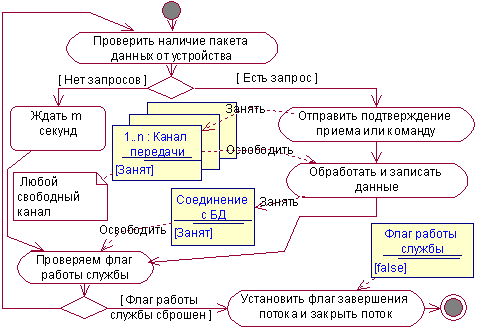 Проверить наличие пакета
данных от устройства
[ Нет запросов ]
[ Есть запрос ]
Ждать m
секунд
Занять
Отправить подтверждение
приема или команду
1..n : Канал
передачи
[Занят]
Освободить
Обработать и записать
данные
Любой
свободный
канал
Соединение
с БД
[Занят]
Занять
Освободить
Флаг работы
службы
[false]
Проверяем флаг
работы службы
[Флаг работы
службы сброшен ]
Установить флаг завершения
потока и закрыть поток